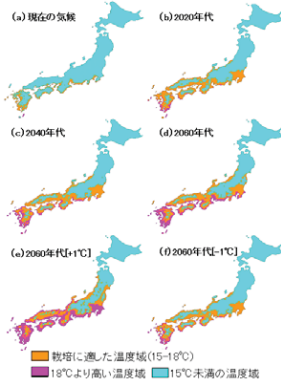 (a)現在の気候
(b)2020年代
(c)2040年代
(d)2060年代
(e)2060年代[+1℃]
(f)2060年代[-1℃]
栽培に適した温度域(15-18℃)
18℃より高い温度域
15℃未満の温度域